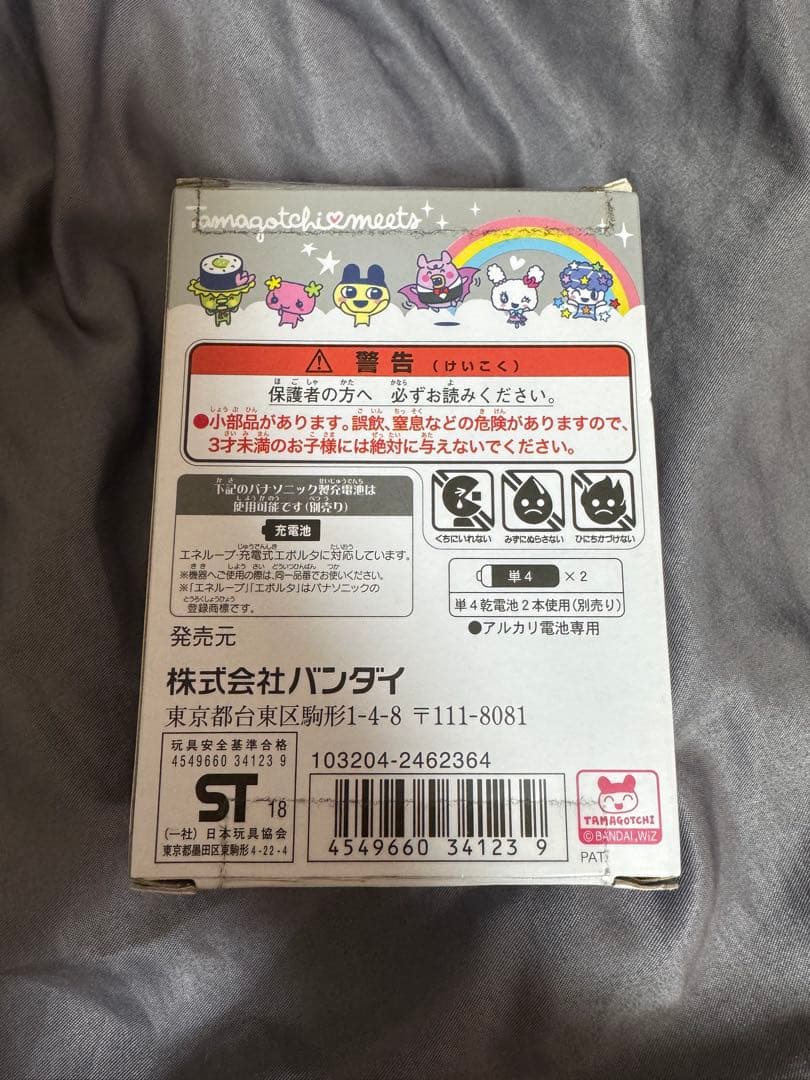 Tamagotchi♡meets
⚠ 警告 (けいこく)
保護者の方へ 必ずお読みください。
●小部品があります。誤飲、窒息などの危険がありますので、
3才未満のお子様には絶対に与えないでください。
下記のパナソニック製充電池は
使用可能です(別売り)
充電池
エネループ・充電式エボルタに対応しています。
※機器へご使用の際は、同一品番でお使いください。
※「エネループ」「エボルタ」はパナソニックの
登録商標です。
くちにいれない
みずにぬらさない
ひにちかづけない
単4 ×2
単4乾電池2本使用(別売り)
●アルカリ電池専用
発売元
株式会社バンダイ
東京都台東区駒形1-4-8 〒111-8081
玩具安全基準合格
4549660 34123 9
ST 18
(一社) 日本玩具協会
東京都墨田区東駒形4-22-4
103204-2462364
4549660 341239
TAMAGOTCHI
©BANDAI,WiZ
PAT